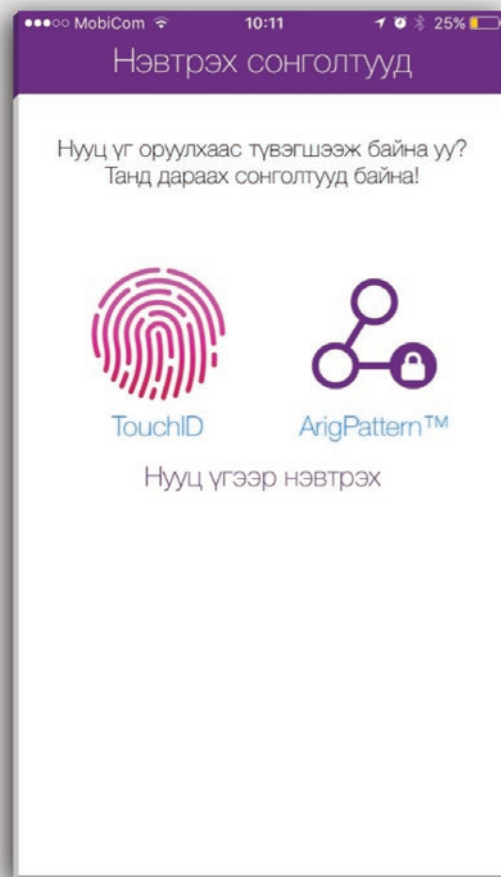 MobiCom 10:11 25%
Нэвтрэх сонголтууд
Нууц үг оруулхаас түвэгшээж байна уу?
Танд дараах сонголтууд байна!
TouchID ArigPattern™
Нууц үгээр нэвтрэх